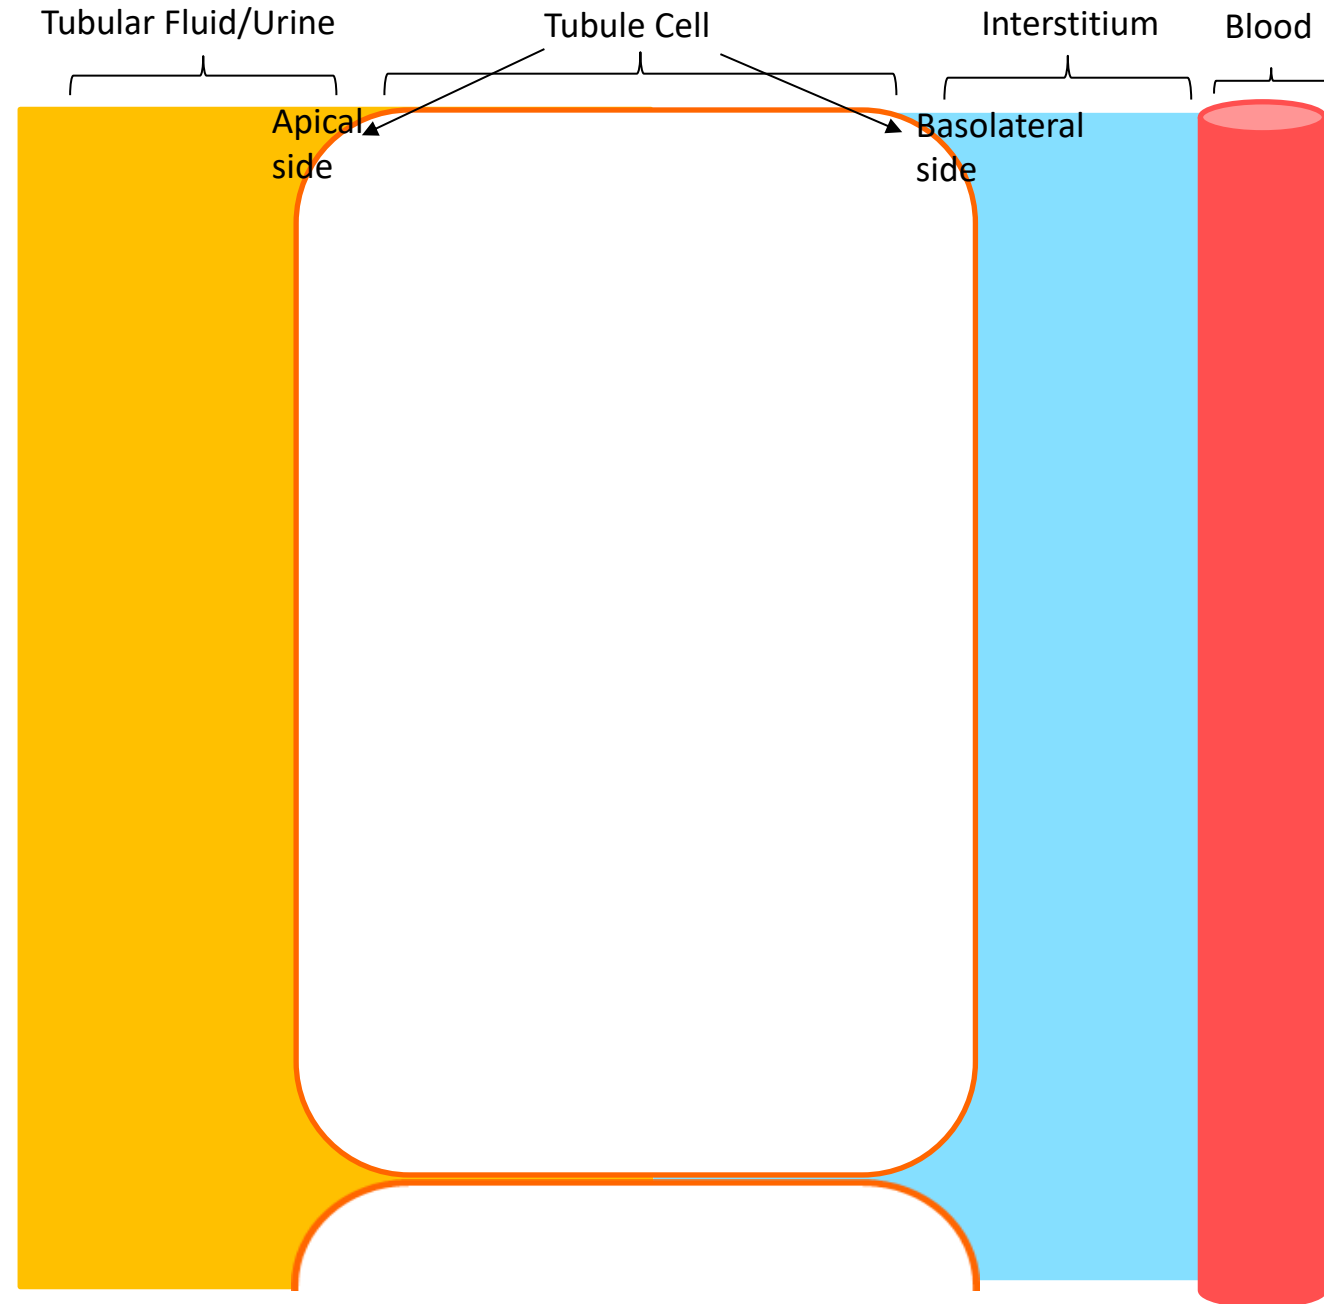 Tubular Fluid/Urine
Tubule Cell
Interstitium
Blood
Apical
side
Basolateral
side